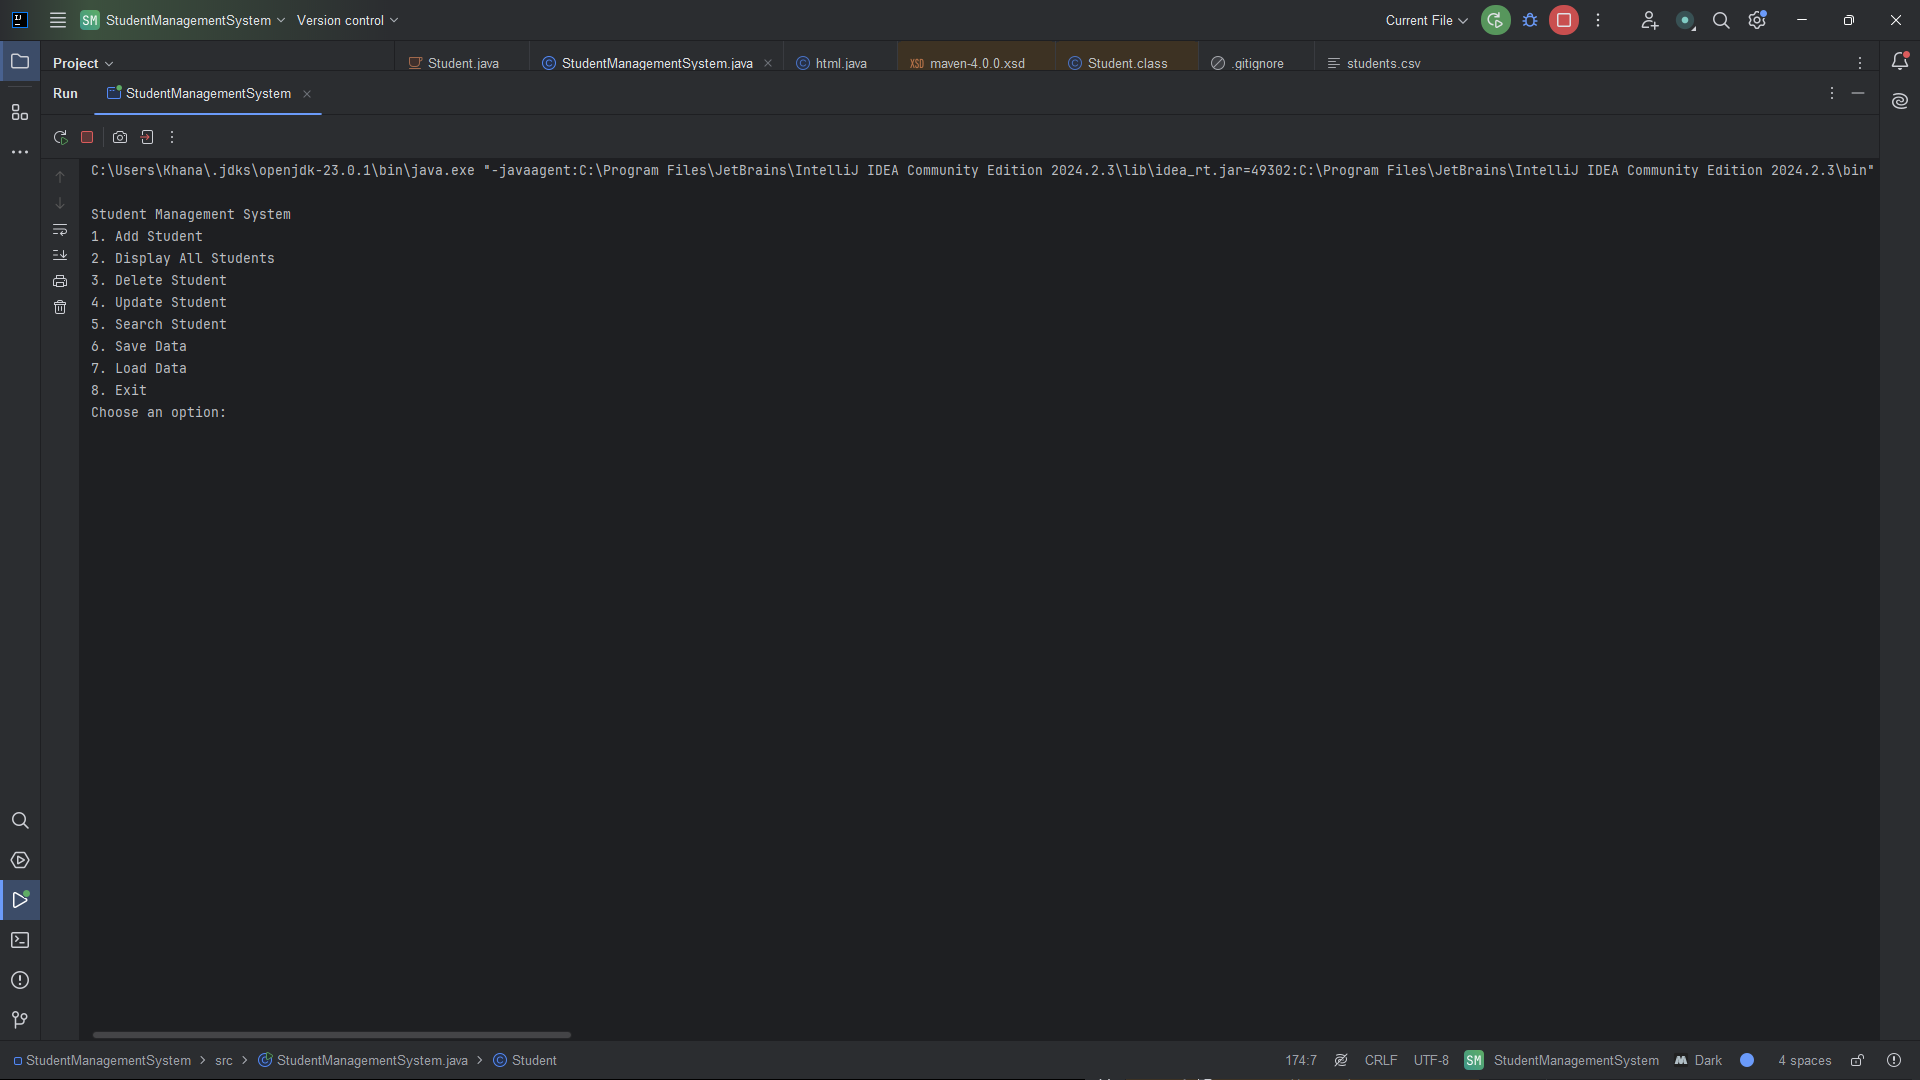 SM StudentManagementSystem Version control Current File
Project Student.java StudentManagementSystem.java html.java XSD maven-4.0.0.xsd Student.class .gitignore students.csv
Run StudentManagementSystem
C:\Users\Khana\.jdks\openjdk-23.0.1\bin\java.exe "-javaagent:C:\Program Files\JetBrains\IntelliJ IDEA Community Edition 2024.2.3\lib\idea_rt.jar=49302:C:\Program Files\JetBrains\IntelliJ IDEA Community Edition 2024.2.3\bin"
Student Management System
1. Add Student
2. Display All Students
3. Delete Student
4. Update Student
5. Search Student
6. Save Data
7. Load Data
8. Exit
Choose an option:
StudentManagementSystem > src > StudentManagementSystem.java > Student 174:7 CRLF UTF-8 SM StudentManagementSystem Dark 4 spaces